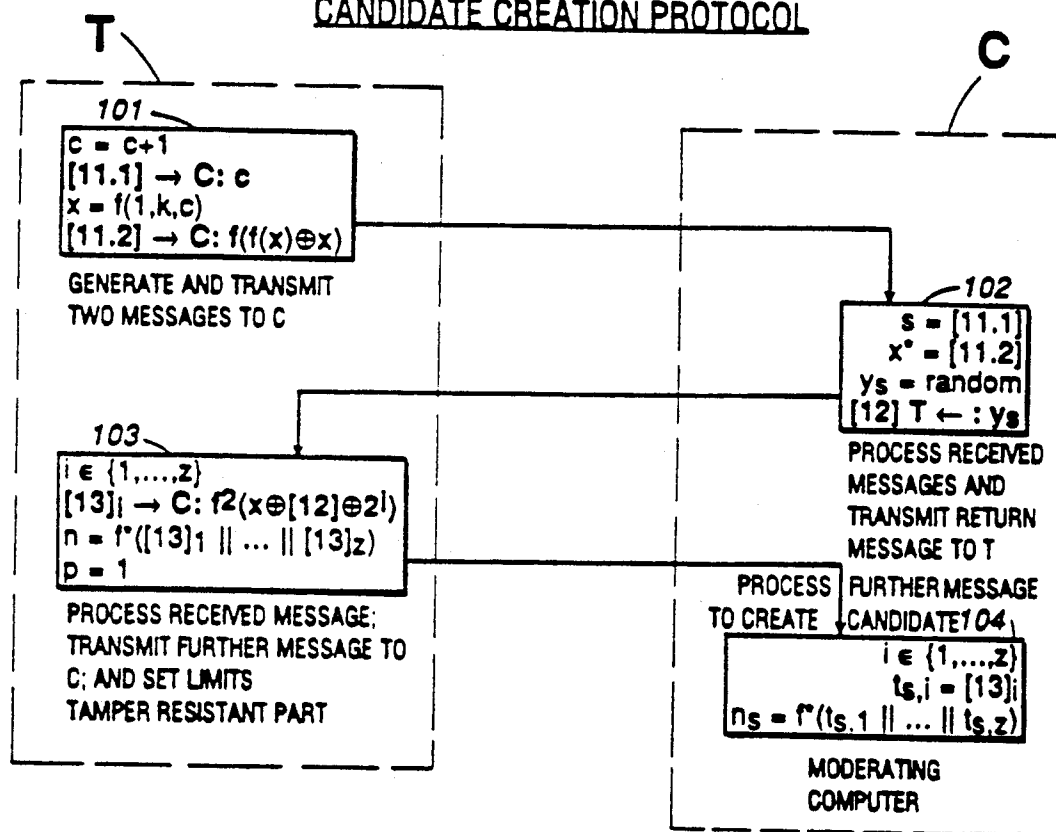 CANDIDATE CREATION PROTOCOL
T
C
101
c = c+1
[11.1] → C: c
x = f(1,k,c)
[11.2] → C: f(f(x)⊕x)
GENERATE AND TRANSMIT
TWO MESSAGES TO C
102
s = [11.1]
x* = [11.2]
ys = random
[12] T ← : ys
PROCESS RECEIVED
MESSAGES AND
TRANSMIT RETURN
MESSAGE TO T
103
i ∈ {1,...,z}
[13]i → C: f2(x⊕[12]⊕2i)
n = f*([13]1 || ... || [13]z)
p = 1
PROCESS RECEIVED MESSAGE;
TRANSMIT FURTHER MESSAGE TO
C; AND SET LIMITS
TAMPER RESISTANT PART
PROCESS FURTHER MESSAGE
TO CREATE CANDIDATE 104
i ∈ {1,...,z}
ts,i = [13]i
ns = f*(ts,1 || ... || ts,z)
MODERATING
COMPUTER